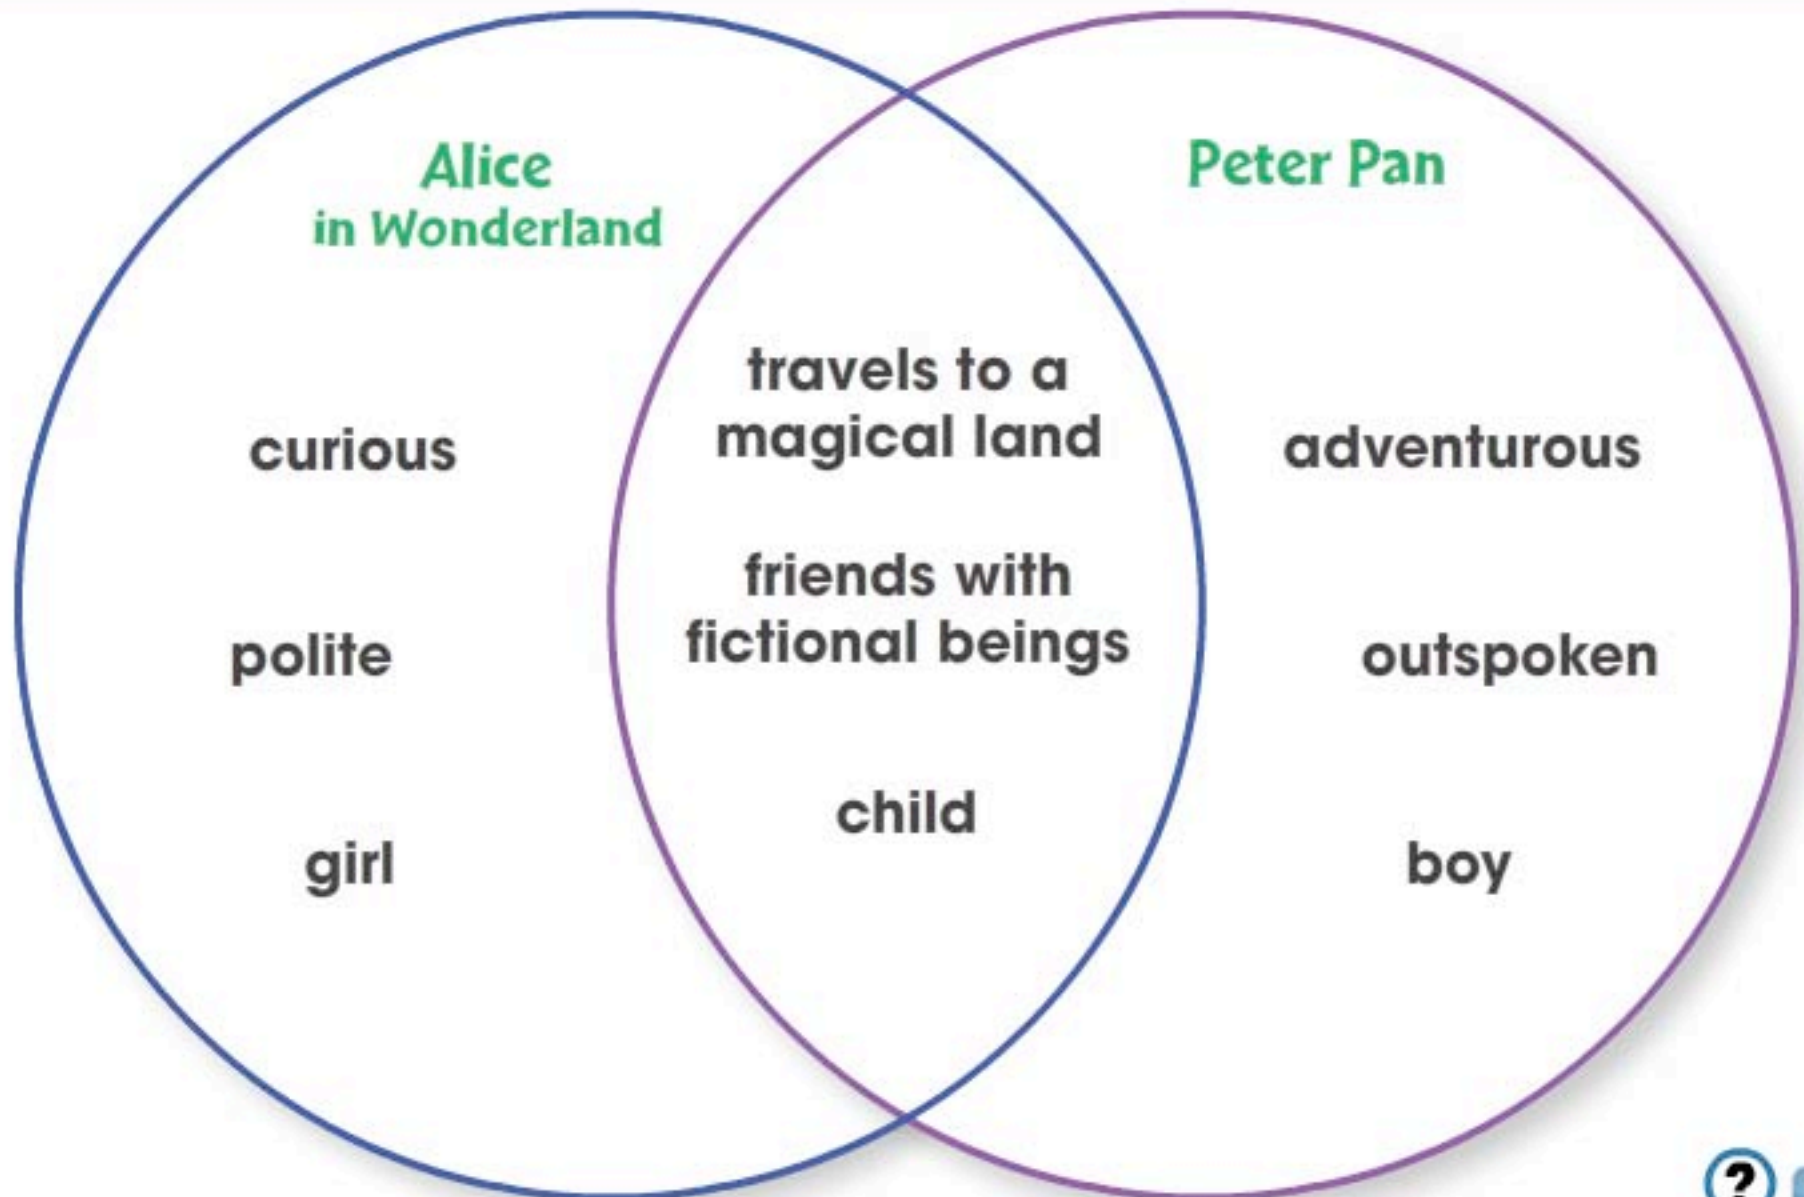 Alice
in Wonderland
curious
polite
girl
travels to a
magical land
friends with
fictional beings
child
Peter Pan
adventurous
outspoken
boy
?